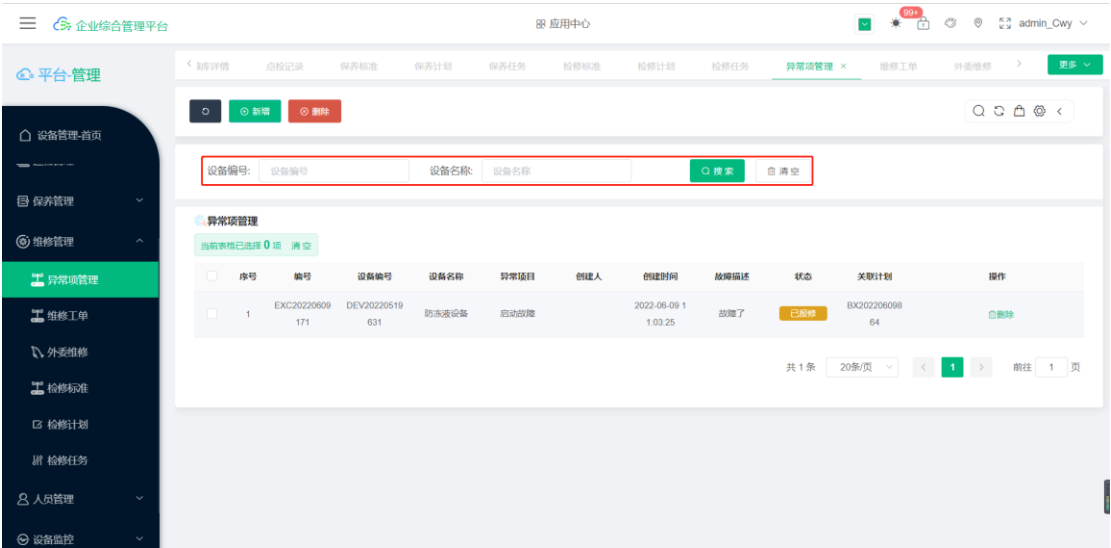 企业综合管理平台
应用中心
99+
admin_Cwy
平台-管理
点检记录 保养标准 保养计划 保养任务 检修标准 检修计划 检修任务 异常项管理 × 维修工单 外委维修 更多
新增 删除
设备管理-首页
设备编号: 设备编号 设备名称: 设备名称 搜索 清空
保养管理
异常项管理
维修管理
当前表格已选择 0 项 清空
异常项管理
序号 编号 设备编号 设备名称 异常项目 创建人 创建时间 故障描述 状态 关联计划 操作
1 EXC20220609171 DEV20220519631 防冻液设备 启动故障 2022-06-09 11:03:25 故障了 已报修 BX20220609864 删除
维修工单
外委维修
共 1 条 20条/页 1 前往 1 页
检修标准
检修计划
检修任务
人员管理
设备监控